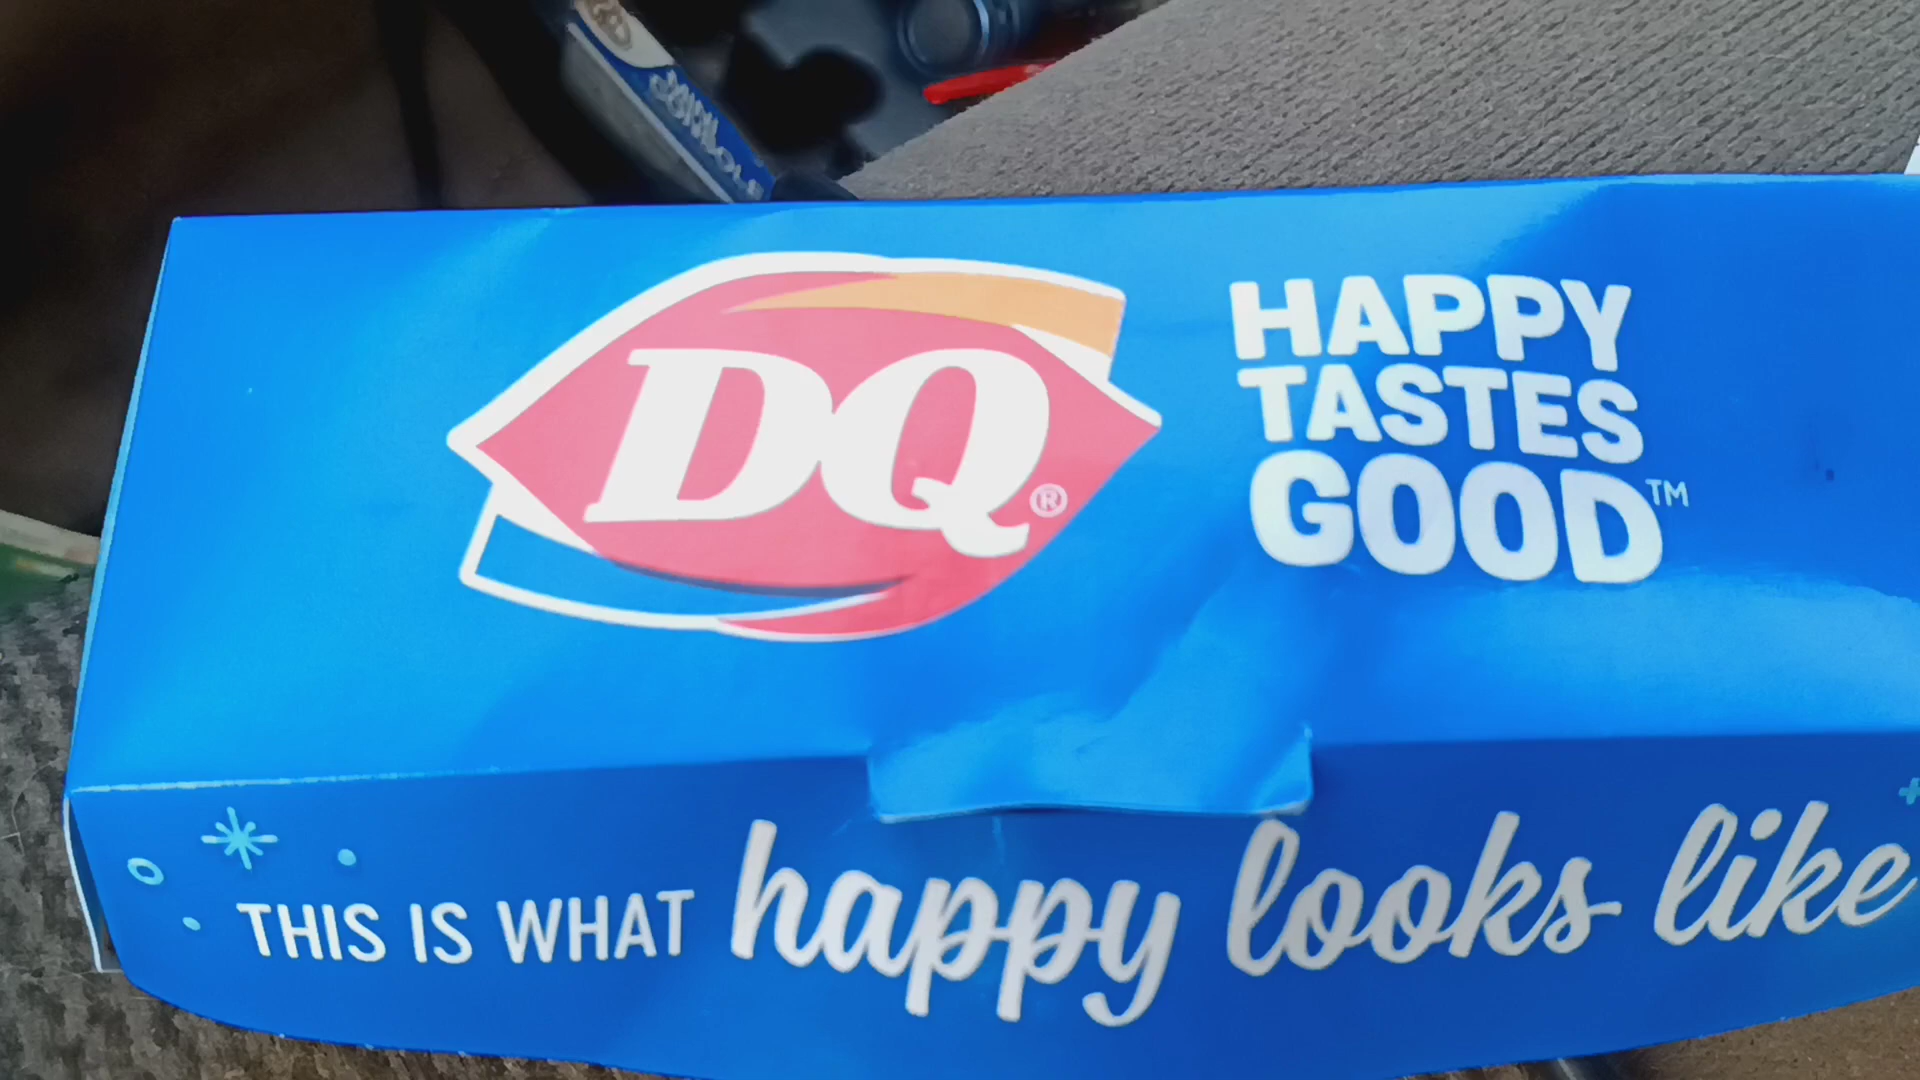 DQ®
HAPPY
TASTES
GOOD™
THIS IS WHAT happy looks like